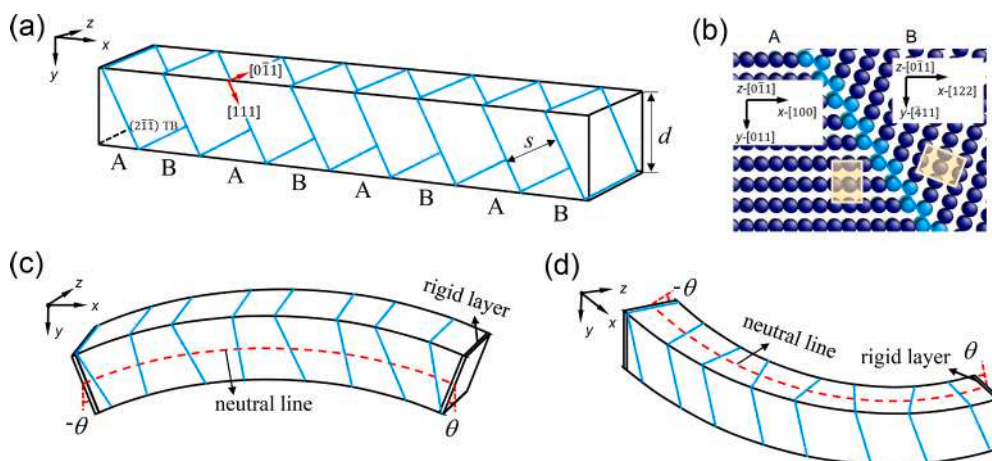 (a)
z
x
y
[01̄1]
[111]
(21̄1̄) TB
s
d
A B A B A B A B
(b)
A B
z-[01̄1]
x-[100]
y-[011]
z-[01̄1]
x-[122]
y-[4̄11]
(c)
z
x
y
rigid layer
neutral line
-θ
θ
(d)
z
x
y
-θ
neutral line
rigid layer
θ